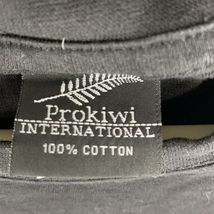 Prokiwi
INTERNATIONAL
100% COTTON